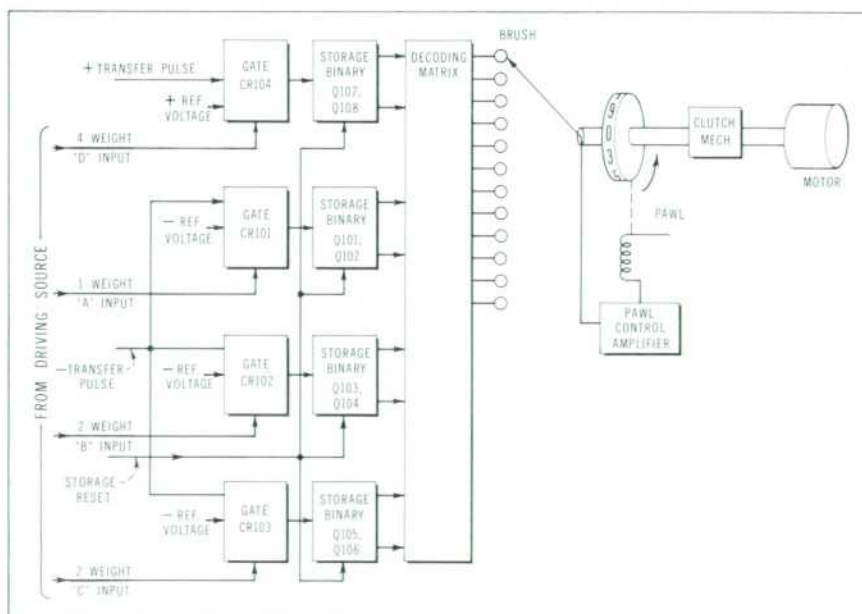 BRUSH
+ TRANSFER PULSE
+ REF
VOLTAGE
GATE
CR104
STORAGE
BINARY
Q107,
Q108
DECODING
MATRIX
4 WEIGHT
"D" INPUT
CLUTCH
MECH
MOTOR
9
0
3
PAWL
- REF
VOLTAGE
GATE
CR101
STORAGE
BINARY
Q101,
Q102
1 WEIGHT
"A" INPUT
PAWL
CONTROL
AMPLIFIER
FROM DRIVING SOURCE
- TRANSFER
PULSE
- REF
VOLTAGE
GATE
CR102
STORAGE
BINARY
Q103,
Q104
2 WEIGHT
"B" INPUT
STORAGE
RESET
- REF
VOLTAGE
GATE
CR103
STORAGE
BINARY
Q105,
Q106
2 WEIGHT
"C" INPUT